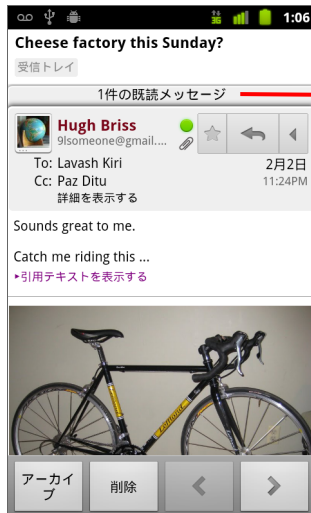 1:06
Cheese factory this Sunday?
受信トレイ
1件の既読メッセージ
Hugh Briss
9lsomeone@gmail....
To: Lavash Kiri
2月2日
Cc: Paz Ditu
11:24PM
詳細を表示する
Sounds great to me.
Catch me riding this ...
▸引用テキストを表示する
アーカイ
ブ
削除